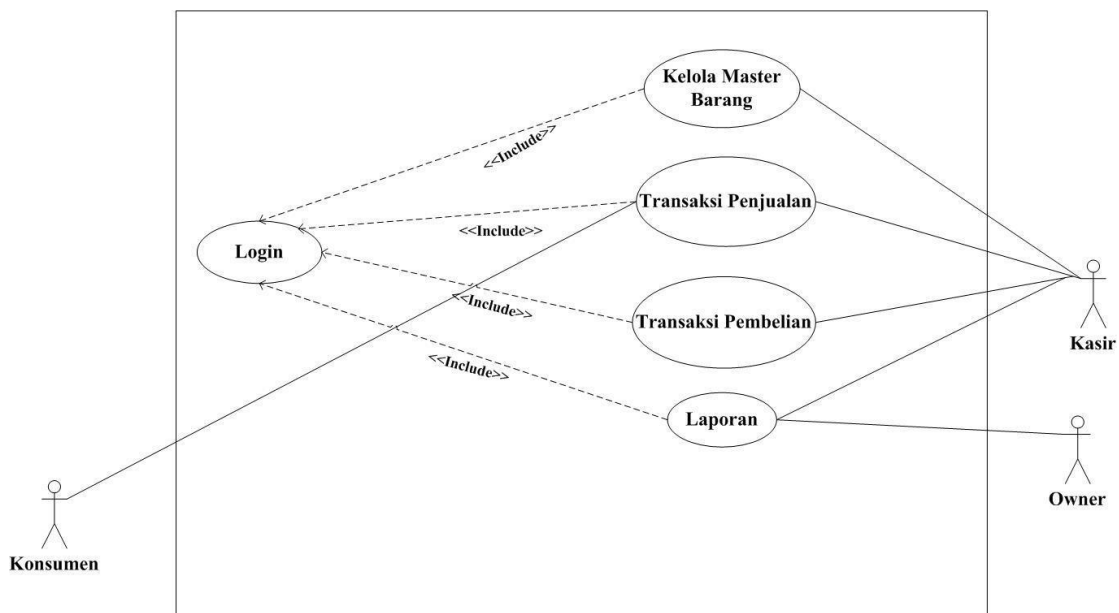 Kelola Master
Barang
<<Include>>
Transaksi Penjualan
<<Include>>
Login
<<Include>>
Transaksi Pembelian
Kasir
<<Include>>
Laporan
Owner
Konsumen